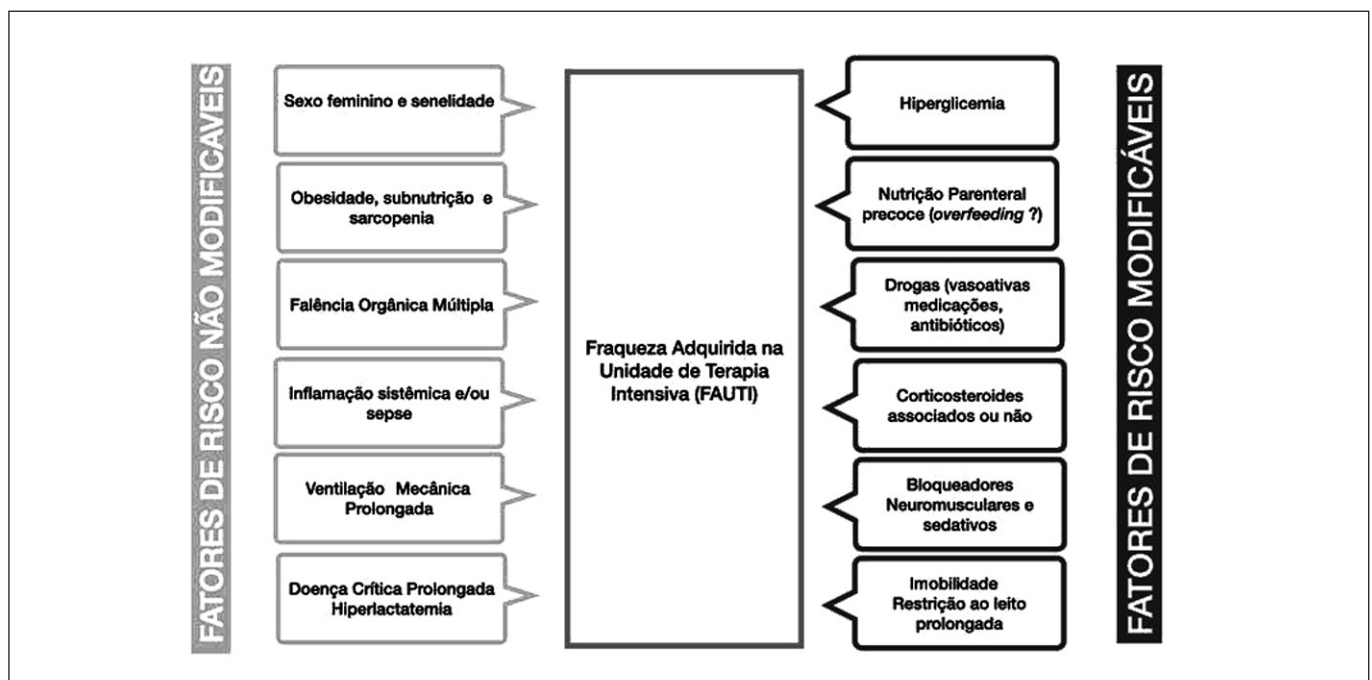 FATORES DE RISCO NÃO MODIFICAVEIS
Sexo feminino e senelidade
Obesidade, subnutrição e
sarcopenia
Falência Orgânica Múltipla
Inflamação sistêmica e/ou
sepse
Ventilação Mecânica
Prolongada
Doença Crítica Prolongada
Hiperlactatemia
Fraqueza Adquirida na
Unidade de Terapia
Intensiva (FAUTI)
Hiperglicemia
Nutrição Parenteral
precoce (overfeeding ?)
Drogas (vasoativas
medicações,
antibióticos)
Corticosteroides
associados ou não
Bloqueadores
Neuromusculares e
sedativos
Imobilidade
Restrição ao leito
prolongada
FATORES DE RISCO MODIFICÁVEIS